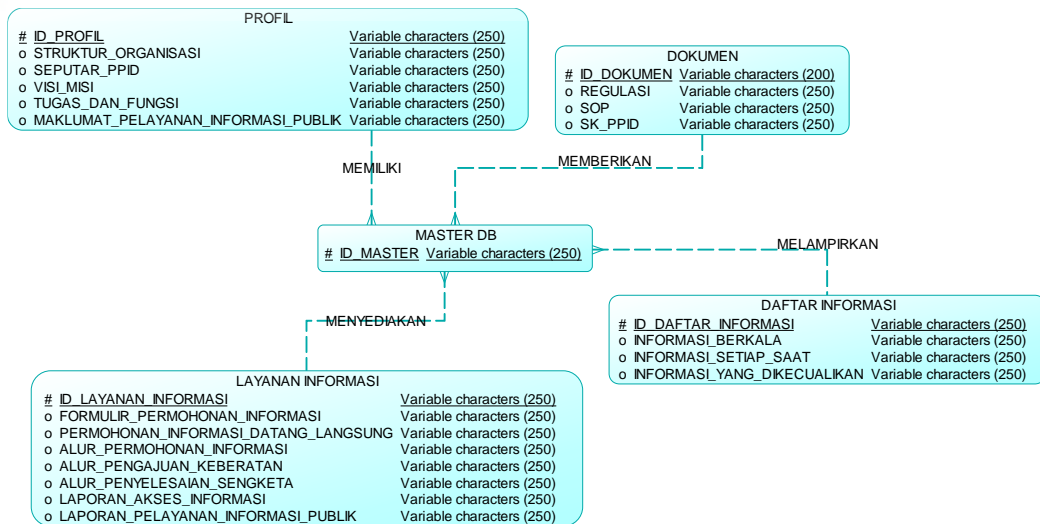 PROFIL
# ID_PROFIL Variable characters (250)
o STRUKTUR_ORGANISASI Variable characters (250)
o SEPUTAR_PPID Variable characters (250)
o VISI_MISI Variable characters (250)
o TUGAS_DAN_FUNGSI Variable characters (250)
o MAKLUMAT_PELAYANAN_INFORMASI_PUBLIK Variable characters (250)
DOKUMEN
# ID_DOKUMEN Variable characters (200)
o REGULASI Variable characters (250)
o SOP Variable characters (250)
o SK_PPID Variable characters (250)
MEMILIKI
MEMBERIKAN
MASTER DB
# ID_MASTER Variable characters (250)
MELAMPIRKAN
DAFTAR INFORMASI
# ID_DAFTAR_INFORMASI Variable characters (250)
o INFORMASI_BERKALA Variable characters (250)
o INFORMASI_SETIAP_SAAT Variable characters (250)
o INFORMASI_YANG_DIKECUALIKAN Variable characters (250)
MENYEDIAKAN
LAYANAN INFORMASI
# ID_LAYANAN_INFORMASI Variable characters (250)
o FORMULIR_PERMOHONAN_INFORMASI Variable characters (250)
o PERMOHONAN_INFORMASI_DATANG_LANGSUNG Variable characters (250)
o ALUR_PERMOHONAN_INFORMASI Variable characters (250)
o ALUR_PENGAJUAN_KEBERATAN Variable characters (250)
o ALUR_PENYELESAIAN_SENGKETA Variable characters (250)
o LAPORAN_AKSES_INFORMASI Variable characters (250)
o LAPORAN_PELAYANAN_INFORMASI_PUBLIK Variable characters (250)